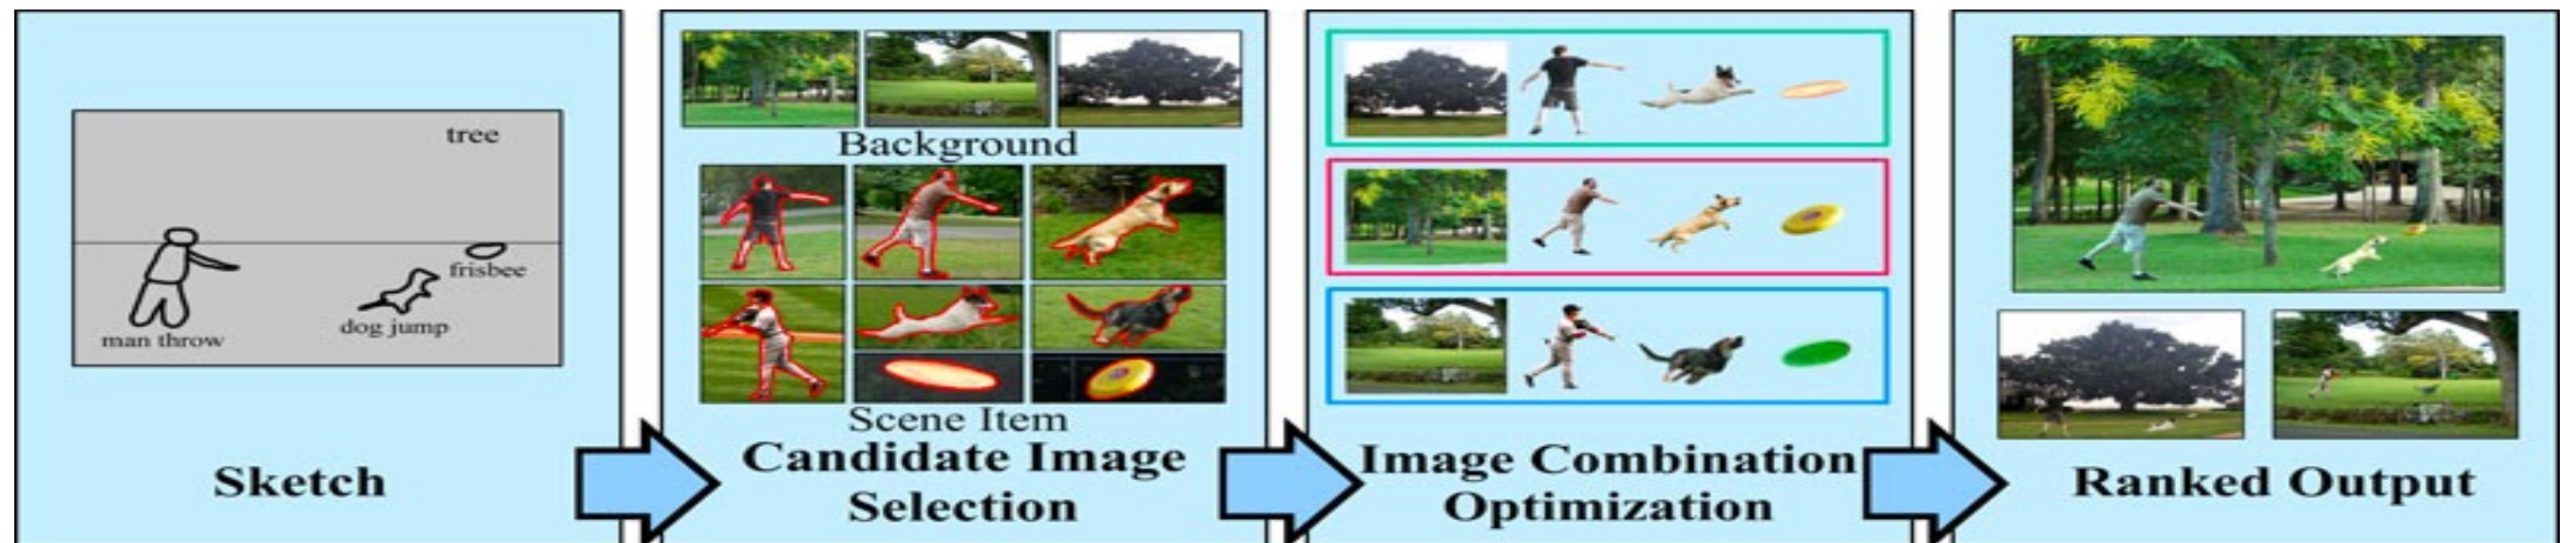 tree
frisbee
dog jump
man throw
Sketch
Background
Scene Item
Candidate Image
Selection
Image Combination
Optimization
Ranked Output